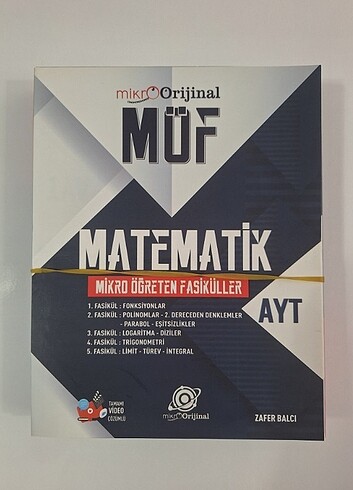 mikro Orijinal
MÖF
MATEMATİK
MİKRO ÖĞRETEN FASİKÜLLER
1. FASİKÜL : FONKSİYONLAR
2. FASİKÜL : POLİNOMLAR - 2. DERECEDEN DENKLEMLER
- PARABOL - EŞİTSİZLİKLER
3. FASİKÜL : LOGARİTMA - DİZİLER
4. FASİKÜL : TRİGONOMETRİ
5. FASİKÜL : LİMİT - TÜREV - İNTEGRAL
AYT
TAMAMI
VİDEO
ÇÖZÜMLÜ
mikro Orijinal
ZAFER BALCI